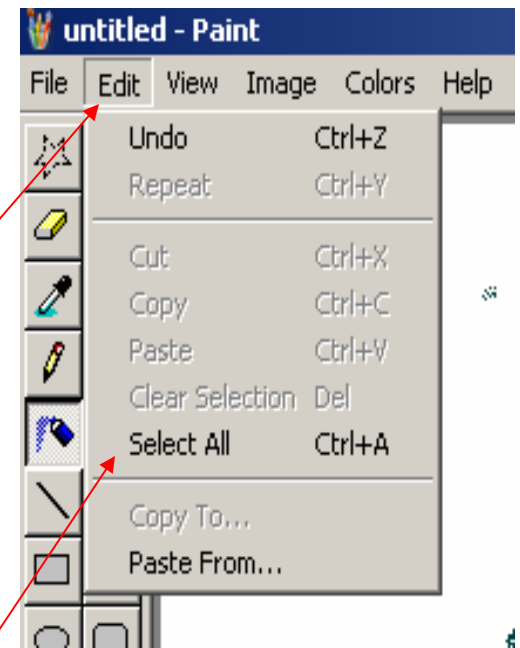 untitled - Paint
File Edit View Image Colors Help
Undo Ctrl+Z
Repeat Ctrl+Y
Cut Ctrl+X
Copy Ctrl+C
Paste Ctrl+V
Clear Selection Del
Select All Ctrl+A
Copy To...
Paste From...